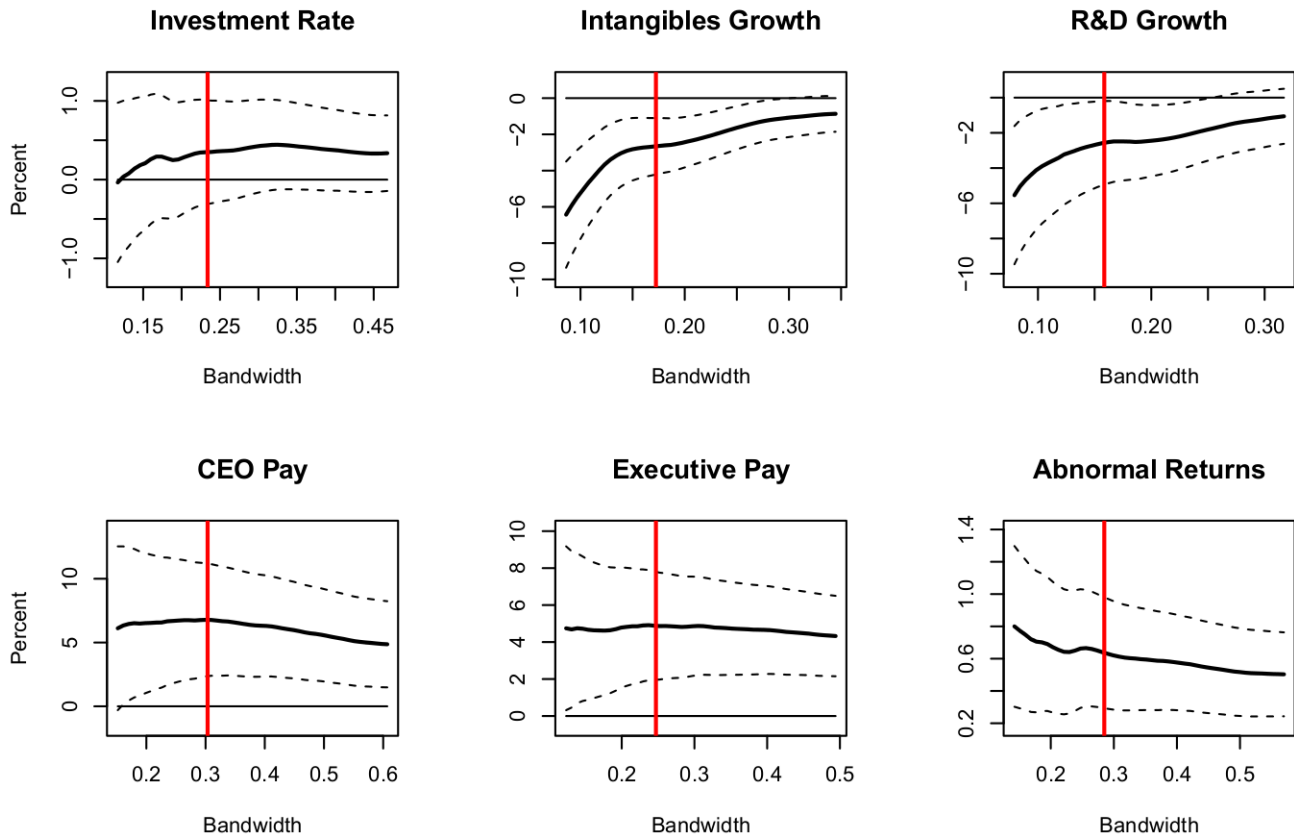 Investment Rate
Intangibles Growth
R&D Growth
Percent
1.0
0.0
−1.0
0.15 0.25 0.35 0.45
Bandwidth
0
−2
−6
−10
0.10 0.20 0.30
Bandwidth
−2
−6
−10
0.10 0.20 0.30
Bandwidth
CEO Pay
Executive Pay
Abnormal Returns
Percent
10
5
0
0.2 0.3 0.4 0.5 0.6
Bandwidth
10
8
6
4
2
0
0.2 0.3 0.4 0.5
Bandwidth
1.4
1.0
0.6
0.2
0.2 0.3 0.4 0.5
Bandwidth